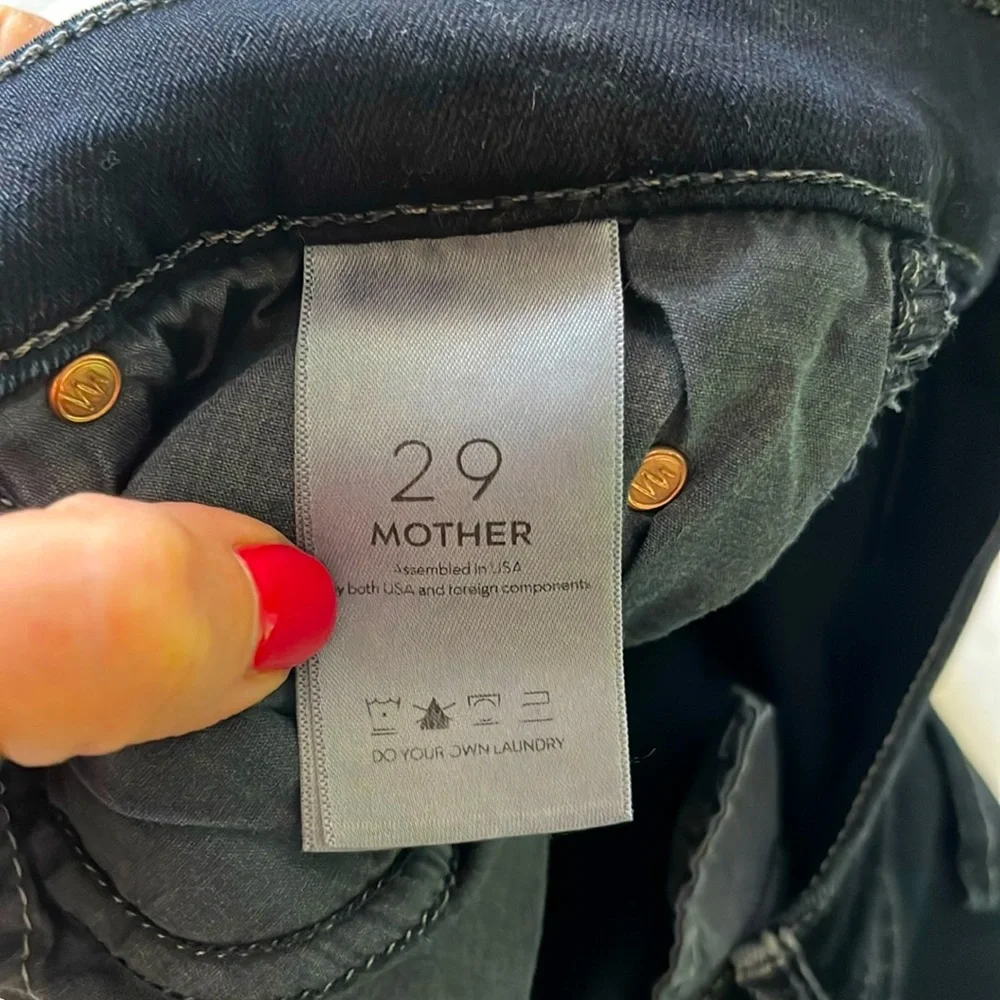 29
MOTHER
Assembled in USA
y both USA and foreign components
DO YOUR OWN LAUNDRY